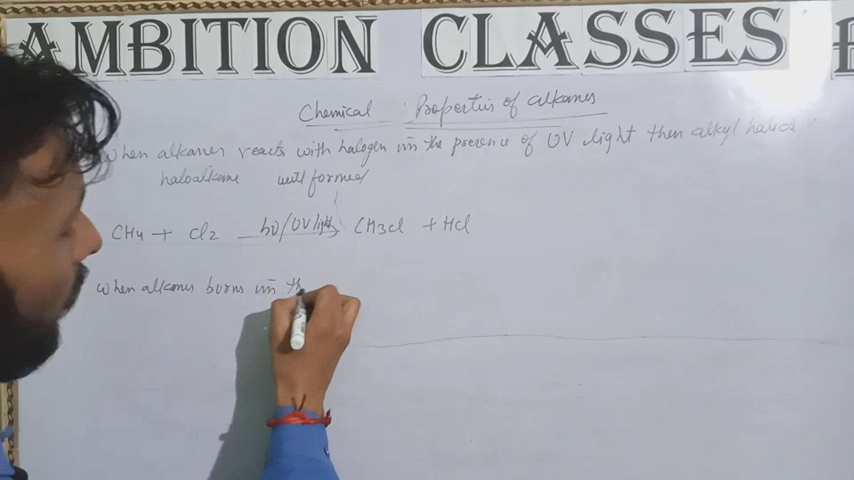 AMBITION CLASSES
Chemical Properties of alkanes
when alkanes reacts with halogen in the presence of UV light then alkyl halide/
haloalkane will formed
CH4 + Cl2 hν/UV light CH3Cl + HCl
when alkanes burns in th